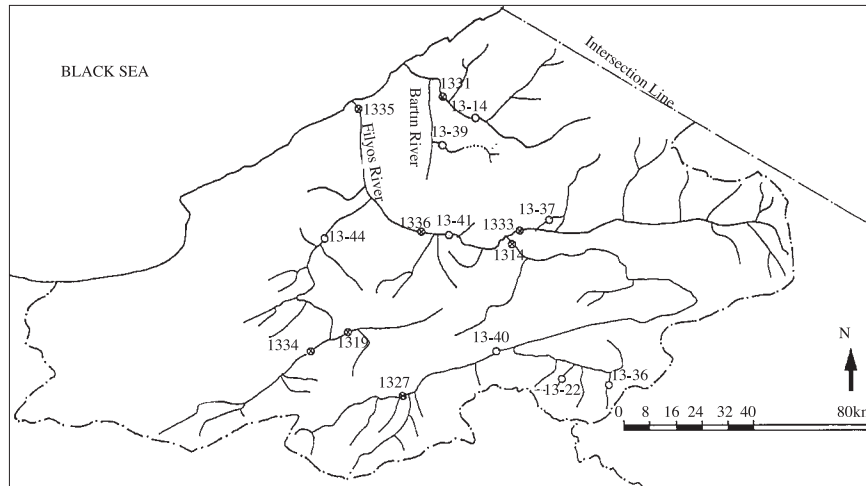 BLACK SEA
Intersection Line
1331
13-14
1335
Bartın River
13-39
Filyos River
13-37
1336
13-41
1333
13-44
1314
N
13-40
1334
1319
1327
13-22
13-36
0 8 16 24 32 40 80km